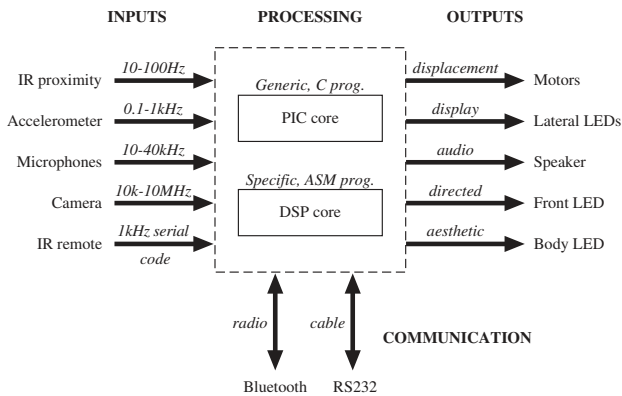 INPUTS
PROCESSING
OUTPUTS
IR proximity
10-100Hz
Generic, C prog.
displacement
Motors
Accelerometer
0.1-1kHz
PIC core
display
Lateral LEDs
Microphones
10-40kHz
audio
Speaker
Specific, ASM prog.
Camera
10k-10MHz
DSP core
directed
Front LED
IR remote
1kHz serial
code
aesthetic
Body LED
radio
cable
COMMUNICATION
Bluetooth
RS232